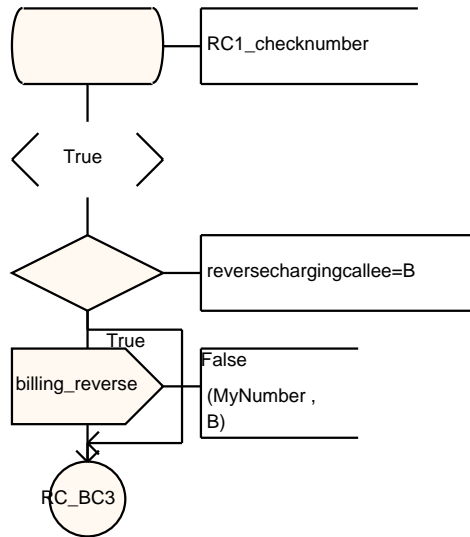 RC1_checknumber
True
reversechargingcallee=B
True
False
billing_reverse
(MyNumber ,
B)
RC_BC3